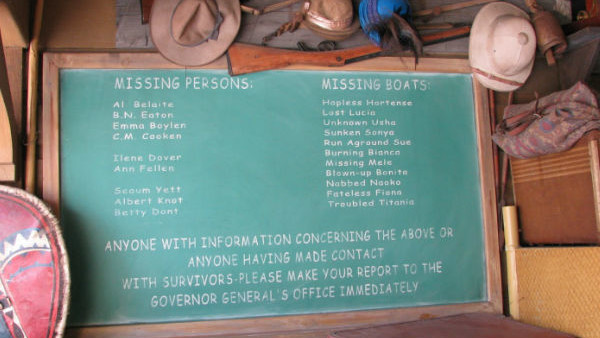 MISSING PERSONS:
Al Belaite
B.N. Eaton
Emma Boylen
C.M. Cooken
Ilene Dover
Ann Fellen
Scoum Yett
Albert Knot
Betty Dont
MISSING BOATS:
Hapless Hortense
Lost Lucia
Unknown Usha
Sunken Sonya
Run Aground Sue
Burning Bianca
Missing Mele
Blown-up Bonita
Nabbed Naoko
Fateless Fiona
Troubled Titania
ANYONE WITH INFORMATION CONCERNING THE ABOVE OR
ANYONE HAVING MADE CONTACT
WITH SURVIVORS-PLEASE MAKE YOUR REPORT TO THE
GOVERNOR GENERAL'S OFFICE IMMEDIATELY